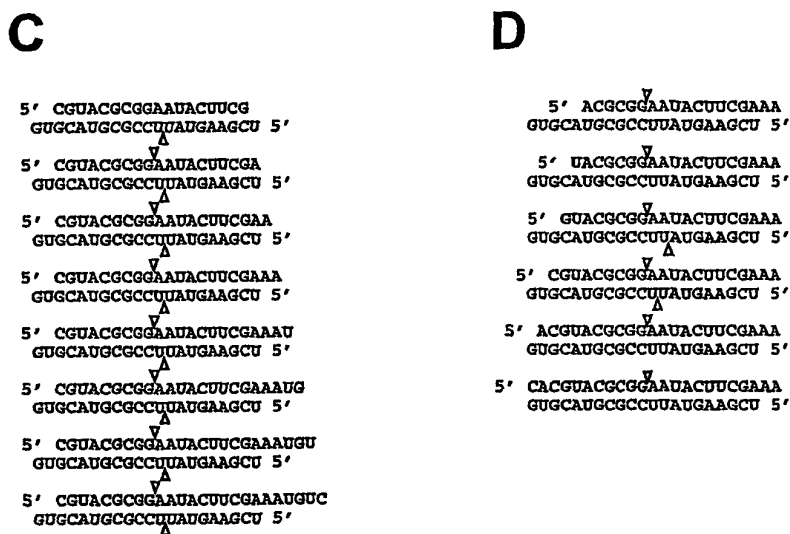 C
5' CGUACGCGGAAUACUUCG
GUGCAUGCGCCUUAUGAAGCU 5'
5' CGUACGCGGAAUACUUCGA
GUGCAUGCGCCUUAUGAAGCU 5'
5' CGUACGCGGAAUACUUCGAA
GUGCAUGCGCCUUAUGAAGCU 5'
5' CGUACGCGGAAUACUUCGAAA
GUGCAUGCGCCUUAUGAAGCU 5'
5' CGUACGCGGAAUACUUCGAAAU
GUGCAUGCGCCUUAUGAAGCU 5'
5' CGUACGCGGAAUACUUCGAAAUG
GUGCAUGCGCCUUAUGAAGCU 5'
5' CGUACGCGGAAUACUUCGAAAUGU
GUGCAUGCGCCUUAUGAAGCU 5'
5' CGUACGCGGAAUACUUCGAAAUGUC
GUGCAUGCGCCUUAUGAAGCU 5'
D
5' ACGCGGAAUACUUCGAAA
GUGCAUGCGCCUUAUGAAGCU 5'
5' UACGCGGAAUACUUCGAAA
GUGCAUGCGCCUUAUGAAGCU 5'
5' GUACGCGGAAUACUUCGAAA
GUGCAUGCGCCUUAUGAAGCU 5'
5' CGUACGCGGAAUACUUCGAAA
GUGCAUGCGCCUUAUGAAGCU 5'
5' ACGUACGCGGAAUACUUCGAAA
GUGCAUGCGCCUUAUGAAGCU 5'
5' CACGUACGCGGAAUACUUCGAAA
GUGCAUGCGCCUUAUGAAGCU 5'